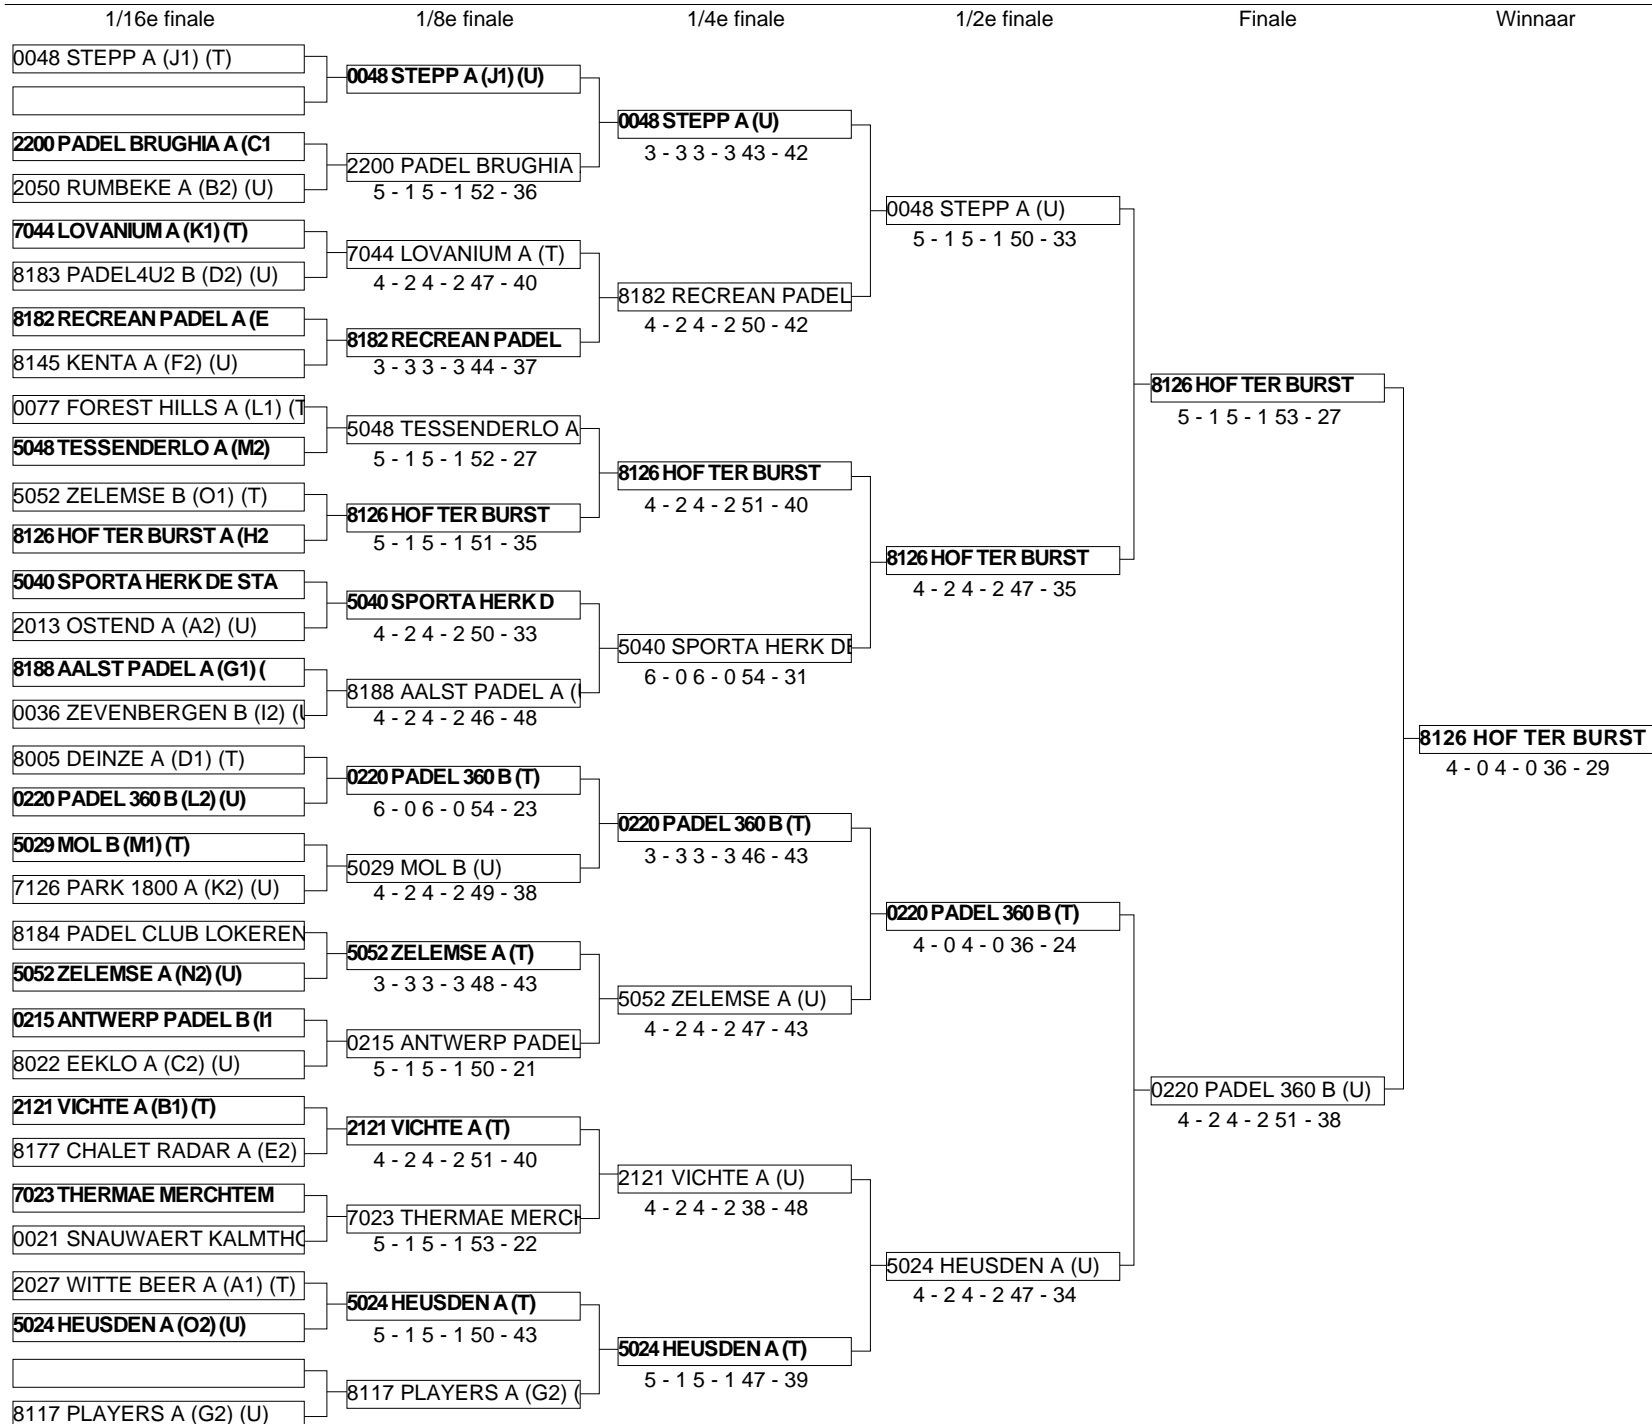 1/16e finale 1/8e finale 1/4e finale 1/2e finale Finale Winnaar
0048 STEPP A (J1) (T)
2200 PADEL BRUGHIA A (C1
2050 RUMBEKE A (B2) (U)
7044 LOVANIUM A (K1) (T)
8183 PADEL4U2 B (D2) (U)
8182 RECREAN PADEL A (E
8145 KENTA A (F2) (U)
0077 FOREST HILLS A (L1) (T
5048 TESSENDERLO A (M2)
5052 ZELEMSE B (O1) (T)
8126 HOF TER BURST A (H2
5040 SPORTA HERK DE STA
2013 OSTEND A (A2) (U)
8188 AALST PADEL A (G1) (
0036 ZEVENBERGEN B (I2) (U
8005 DEINZE A (D1) (T)
0220 PADEL 360 B (L2) (U)
5029 MOL B (M1) (T)
7126 PARK 1800 A (K2) (U)
8184 PADEL CLUB LOKEREN
5052 ZELEMSE A (N2) (U)
0215 ANTWERP PADEL B (I1
8022 EEKLO A (C2) (U)
2121 VICHTE A (B1) (T)
8177 CHALET RADAR A (E2)
7023 THERMAE MERCHTEM
0021 SNAUWAERT KALMTHO
2027 WITTE BEER A (A1) (T)
5024 HEUSDEN A (O2) (U)
8117 PLAYERS A (G2) (U)
0048 STEPP A (J1) (U)
2200 PADEL BRUGHIA
5 - 1 5 - 1 52 - 36
7044 LOVANIUM A (T)
4 - 2 4 - 2 47 - 40
8182 RECREAN PADEL
3 - 3 3 - 3 44 - 37
5048 TESSENDERLO A
5 - 1 5 - 1 52 - 27
8126 HOF TER BURST
5 - 1 5 - 1 51 - 35
5040 SPORTA HERK D
4 - 2 4 - 2 50 - 33
8188 AALST PADEL A (U
4 - 2 4 - 2 46 - 48
0220 PADEL 360 B (T)
6 - 0 6 - 0 54 - 23
5029 MOL B (U)
4 - 2 4 - 2 49 - 38
5052 ZELEMSE A (T)
3 - 3 3 - 3 48 - 43
0215 ANTWERP PADEL
5 - 1 5 - 1 50 - 21
2121 VICHTE A (T)
4 - 2 4 - 2 51 - 40
7023 THERMAE MERCH
5 - 1 5 - 1 53 - 22
5024 HEUSDEN A (T)
5 - 1 5 - 1 50 - 43
8117 PLAYERS A (G2) (
0048 STEPP A (U)
3 - 3 3 - 3 43 - 42
8182 RECREAN PADEL
4 - 2 4 - 2 50 - 42
8126 HOF TER BURST
4 - 2 4 - 2 51 - 40
5040 SPORTA HERK DE
6 - 0 6 - 0 54 - 31
0220 PADEL 360 B (T)
3 - 3 3 - 3 46 - 43
5052 ZELEMSE A (U)
4 - 2 4 - 2 47 - 43
2121 VICHTE A (U)
4 - 2 4 - 2 38 - 48
5024 HEUSDEN A (T)
5 - 1 5 - 1 47 - 39
0048 STEPP A (U)
5 - 1 5 - 1 50 - 33
8126 HOF TER BURST
4 - 2 4 - 2 47 - 35
0220 PADEL 360 B (T)
4 - 0 4 - 0 36 - 24
5024 HEUSDEN A (U)
4 - 2 4 - 2 47 - 34
8126 HOF TER BURST
5 - 1 5 - 1 53 - 27
0220 PADEL 360 B (U)
4 - 2 4 - 2 51 - 38
8126 HOF TER BURST
4 - 0 4 - 0 36 - 29